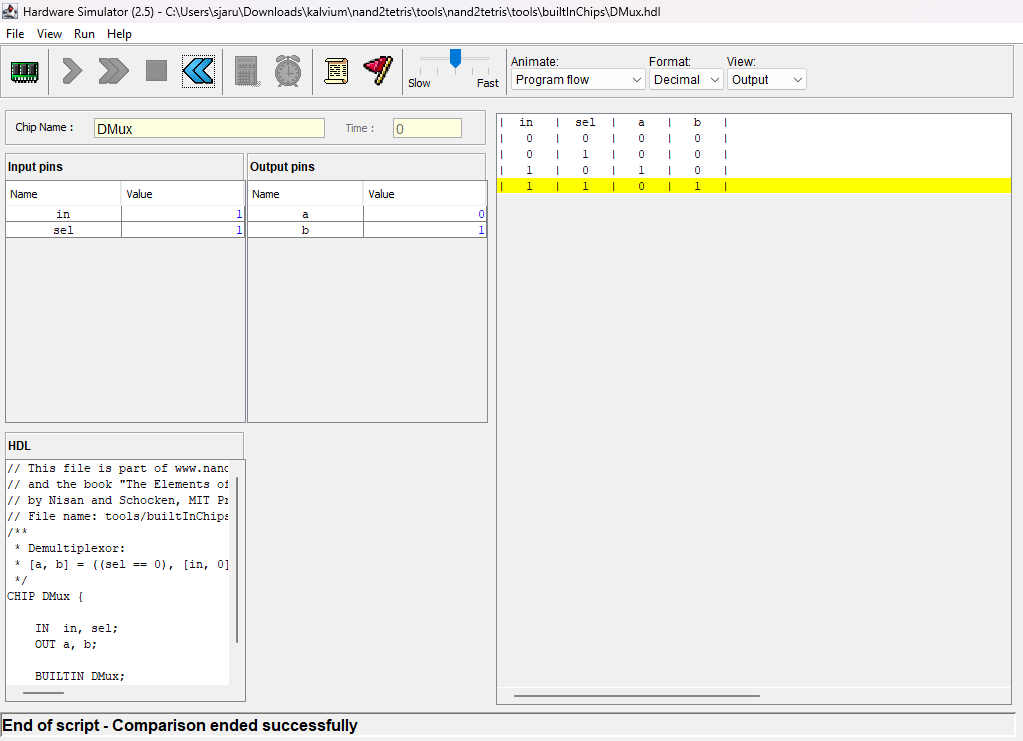 Hardware Simulator (2.5) - C:\Users\sjaru\Downloads\kalvium\nand2tetris\tools\nand2tetris\tools\builtInChips\DMux.hdl
File View Run Help
Slow Fast
Animate: Format: View:
Program flow Decimal Output
Chip Name : DMux Time : 0
Input pins Output pins
Name Value Name Value
in 1 a 0
sel 1 b 1
| in | sel | a | b |
| 0 | 0 | 0 | 0 |
| 0 | 1 | 0 | 0 |
| 1 | 0 | 1 | 0 |
| 1 | 1 | 0 | 1 |
HDL
// This file is part of www.nand
// and the book "The Elements of
// by Nisan and Schocken, MIT Pr
// File name: tools/builtInChips
/**
* Demultiplexor:
* [a, b] = ((sel == 0), [in, 0]
*/
CHIP DMux {
IN in, sel;
OUT a, b;
BUILTIN DMux;
End of script - Comparison ended successfully